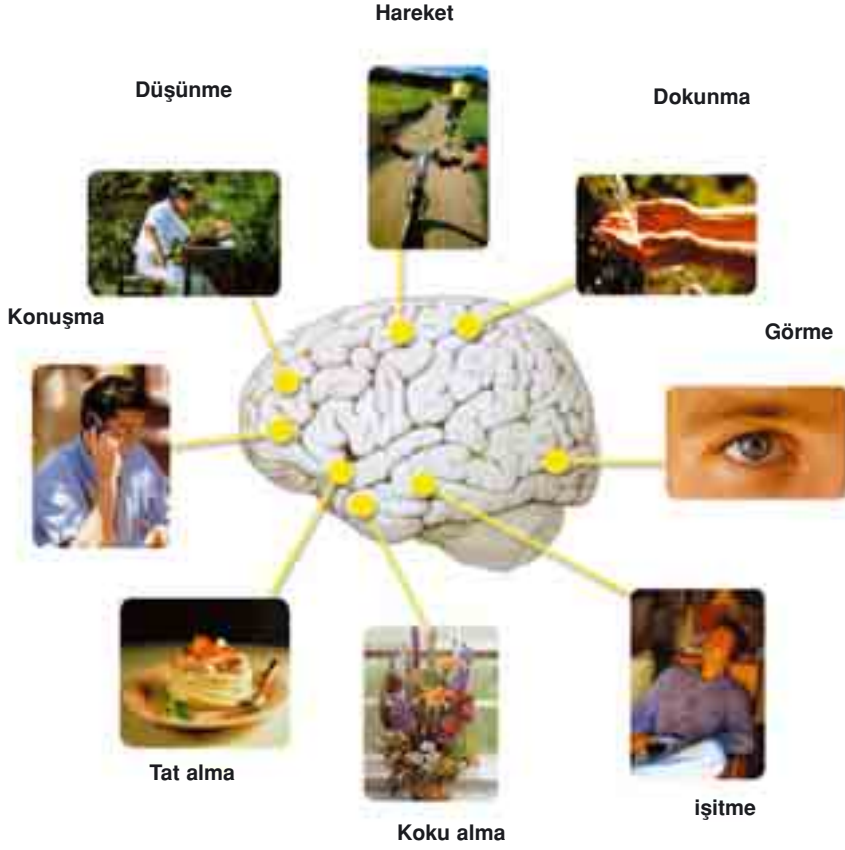 Hareket
Düşünme
Dokunma
Konuşma
Görme
Tat alma
işitme
Koku alma